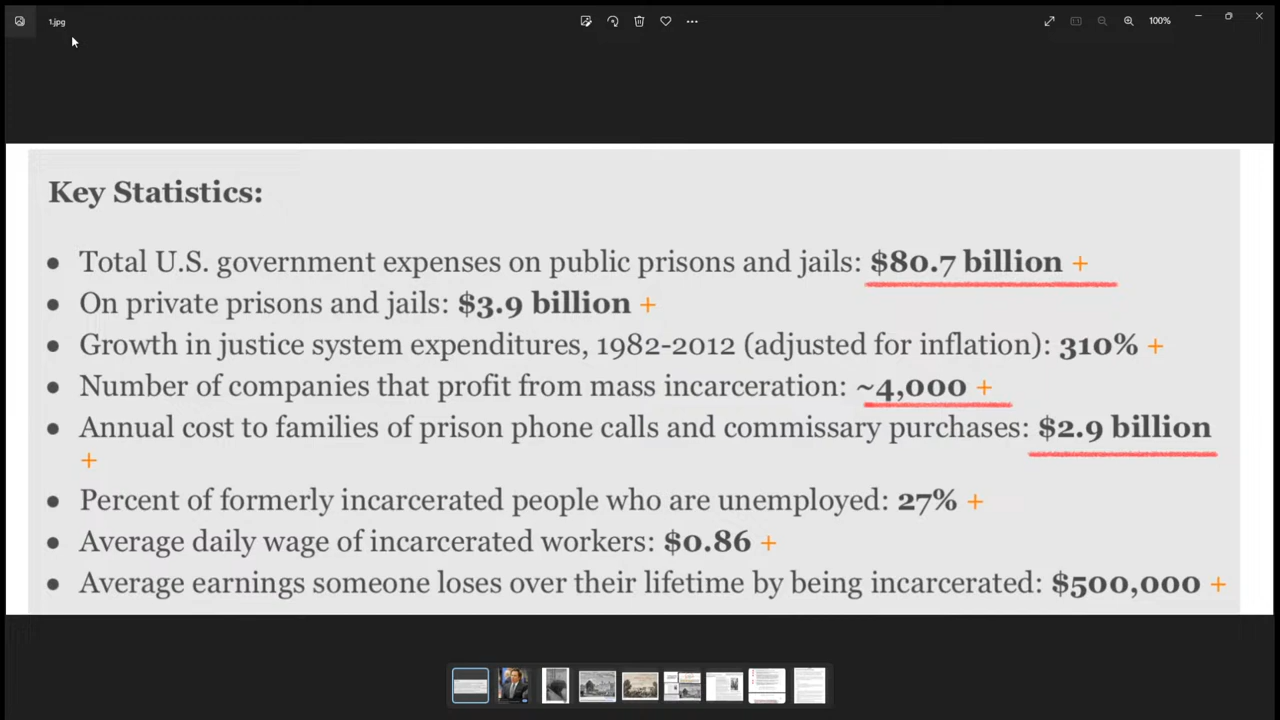 1.jpg
100%
Key Statistics:
• Total U.S. government expenses on public prisons and jails: $80.7 billion +
• On private prisons and jails: $3.9 billion +
• Growth in justice system expenditures, 1982-2012 (adjusted for inflation): 310% +
• Number of companies that profit from mass incarceration: ~4,000 +
• Annual cost to families of prison phone calls and commissary purchases: $2.9 billion
+
• Percent of formerly incarcerated people who are unemployed: 27% +
• Average daily wage of incarcerated workers: $0.86 +
• Average earnings someone loses over their lifetime by being incarcerated: $500,000 +